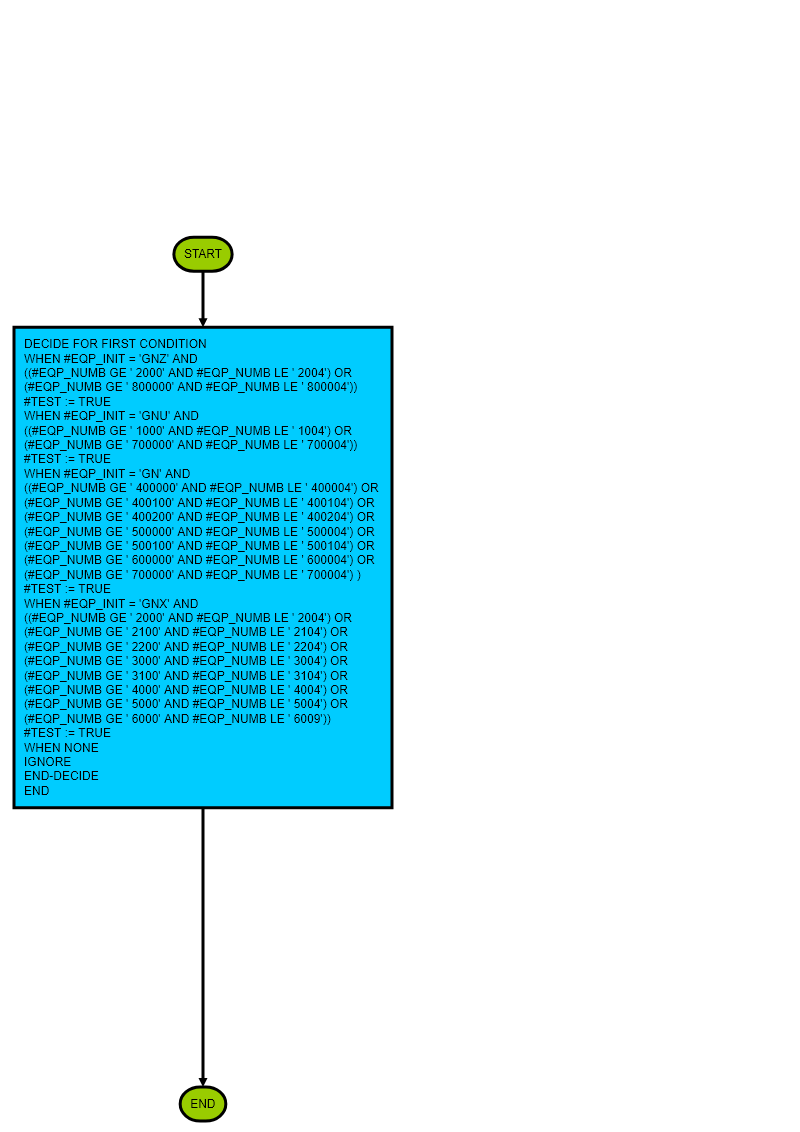 START
DECIDE FOR FIRST CONDITION
WHEN #EQP_INIT = 'GNZ' AND
((#EQP_NUMB GE ' 2000' AND #EQP_NUMB LE ' 2004') OR
(#EQP_NUMB GE ' 800000' AND #EQP_NUMB LE ' 800004'))
#TEST := TRUE
WHEN #EQP_INIT = 'GNU' AND
((#EQP_NUMB GE ' 1000' AND #EQP_NUMB LE ' 1004') OR
(#EQP_NUMB GE ' 700000' AND #EQP_NUMB LE ' 700004'))
#TEST := TRUE
WHEN #EQP_INIT = 'GN' AND
((#EQP_NUMB GE ' 400000' AND #EQP_NUMB LE ' 400004') OR
(#EQP_NUMB GE ' 400100' AND #EQP_NUMB LE ' 400104') OR
(#EQP_NUMB GE ' 400200' AND #EQP_NUMB LE ' 400204') OR
(#EQP_NUMB GE ' 500000' AND #EQP_NUMB LE ' 500004') OR
(#EQP_NUMB GE ' 500100' AND #EQP_NUMB LE ' 500104') OR
(#EQP_NUMB GE ' 600000' AND #EQP_NUMB LE ' 600004') OR
(#EQP_NUMB GE ' 700000' AND #EQP_NUMB LE ' 700004') )
#TEST := TRUE
WHEN #EQP_INIT = 'GNX' AND
((#EQP_NUMB GE ' 2000' AND #EQP_NUMB LE ' 2004') OR
(#EQP_NUMB GE ' 2100' AND #EQP_NUMB LE ' 2104') OR
(#EQP_NUMB GE ' 2200' AND #EQP_NUMB LE ' 2204') OR
(#EQP_NUMB GE ' 3000' AND #EQP_NUMB LE ' 3004') OR
(#EQP_NUMB GE ' 3100' AND #EQP_NUMB LE ' 3104') OR
(#EQP_NUMB GE ' 4000' AND #EQP_NUMB LE ' 4004') OR
(#EQP_NUMB GE ' 5000' AND #EQP_NUMB LE ' 5004') OR
(#EQP_NUMB GE ' 6000' AND #EQP_NUMB LE ' 6009'))
#TEST := TRUE
WHEN NONE
IGNORE
END-DECIDE
END
END